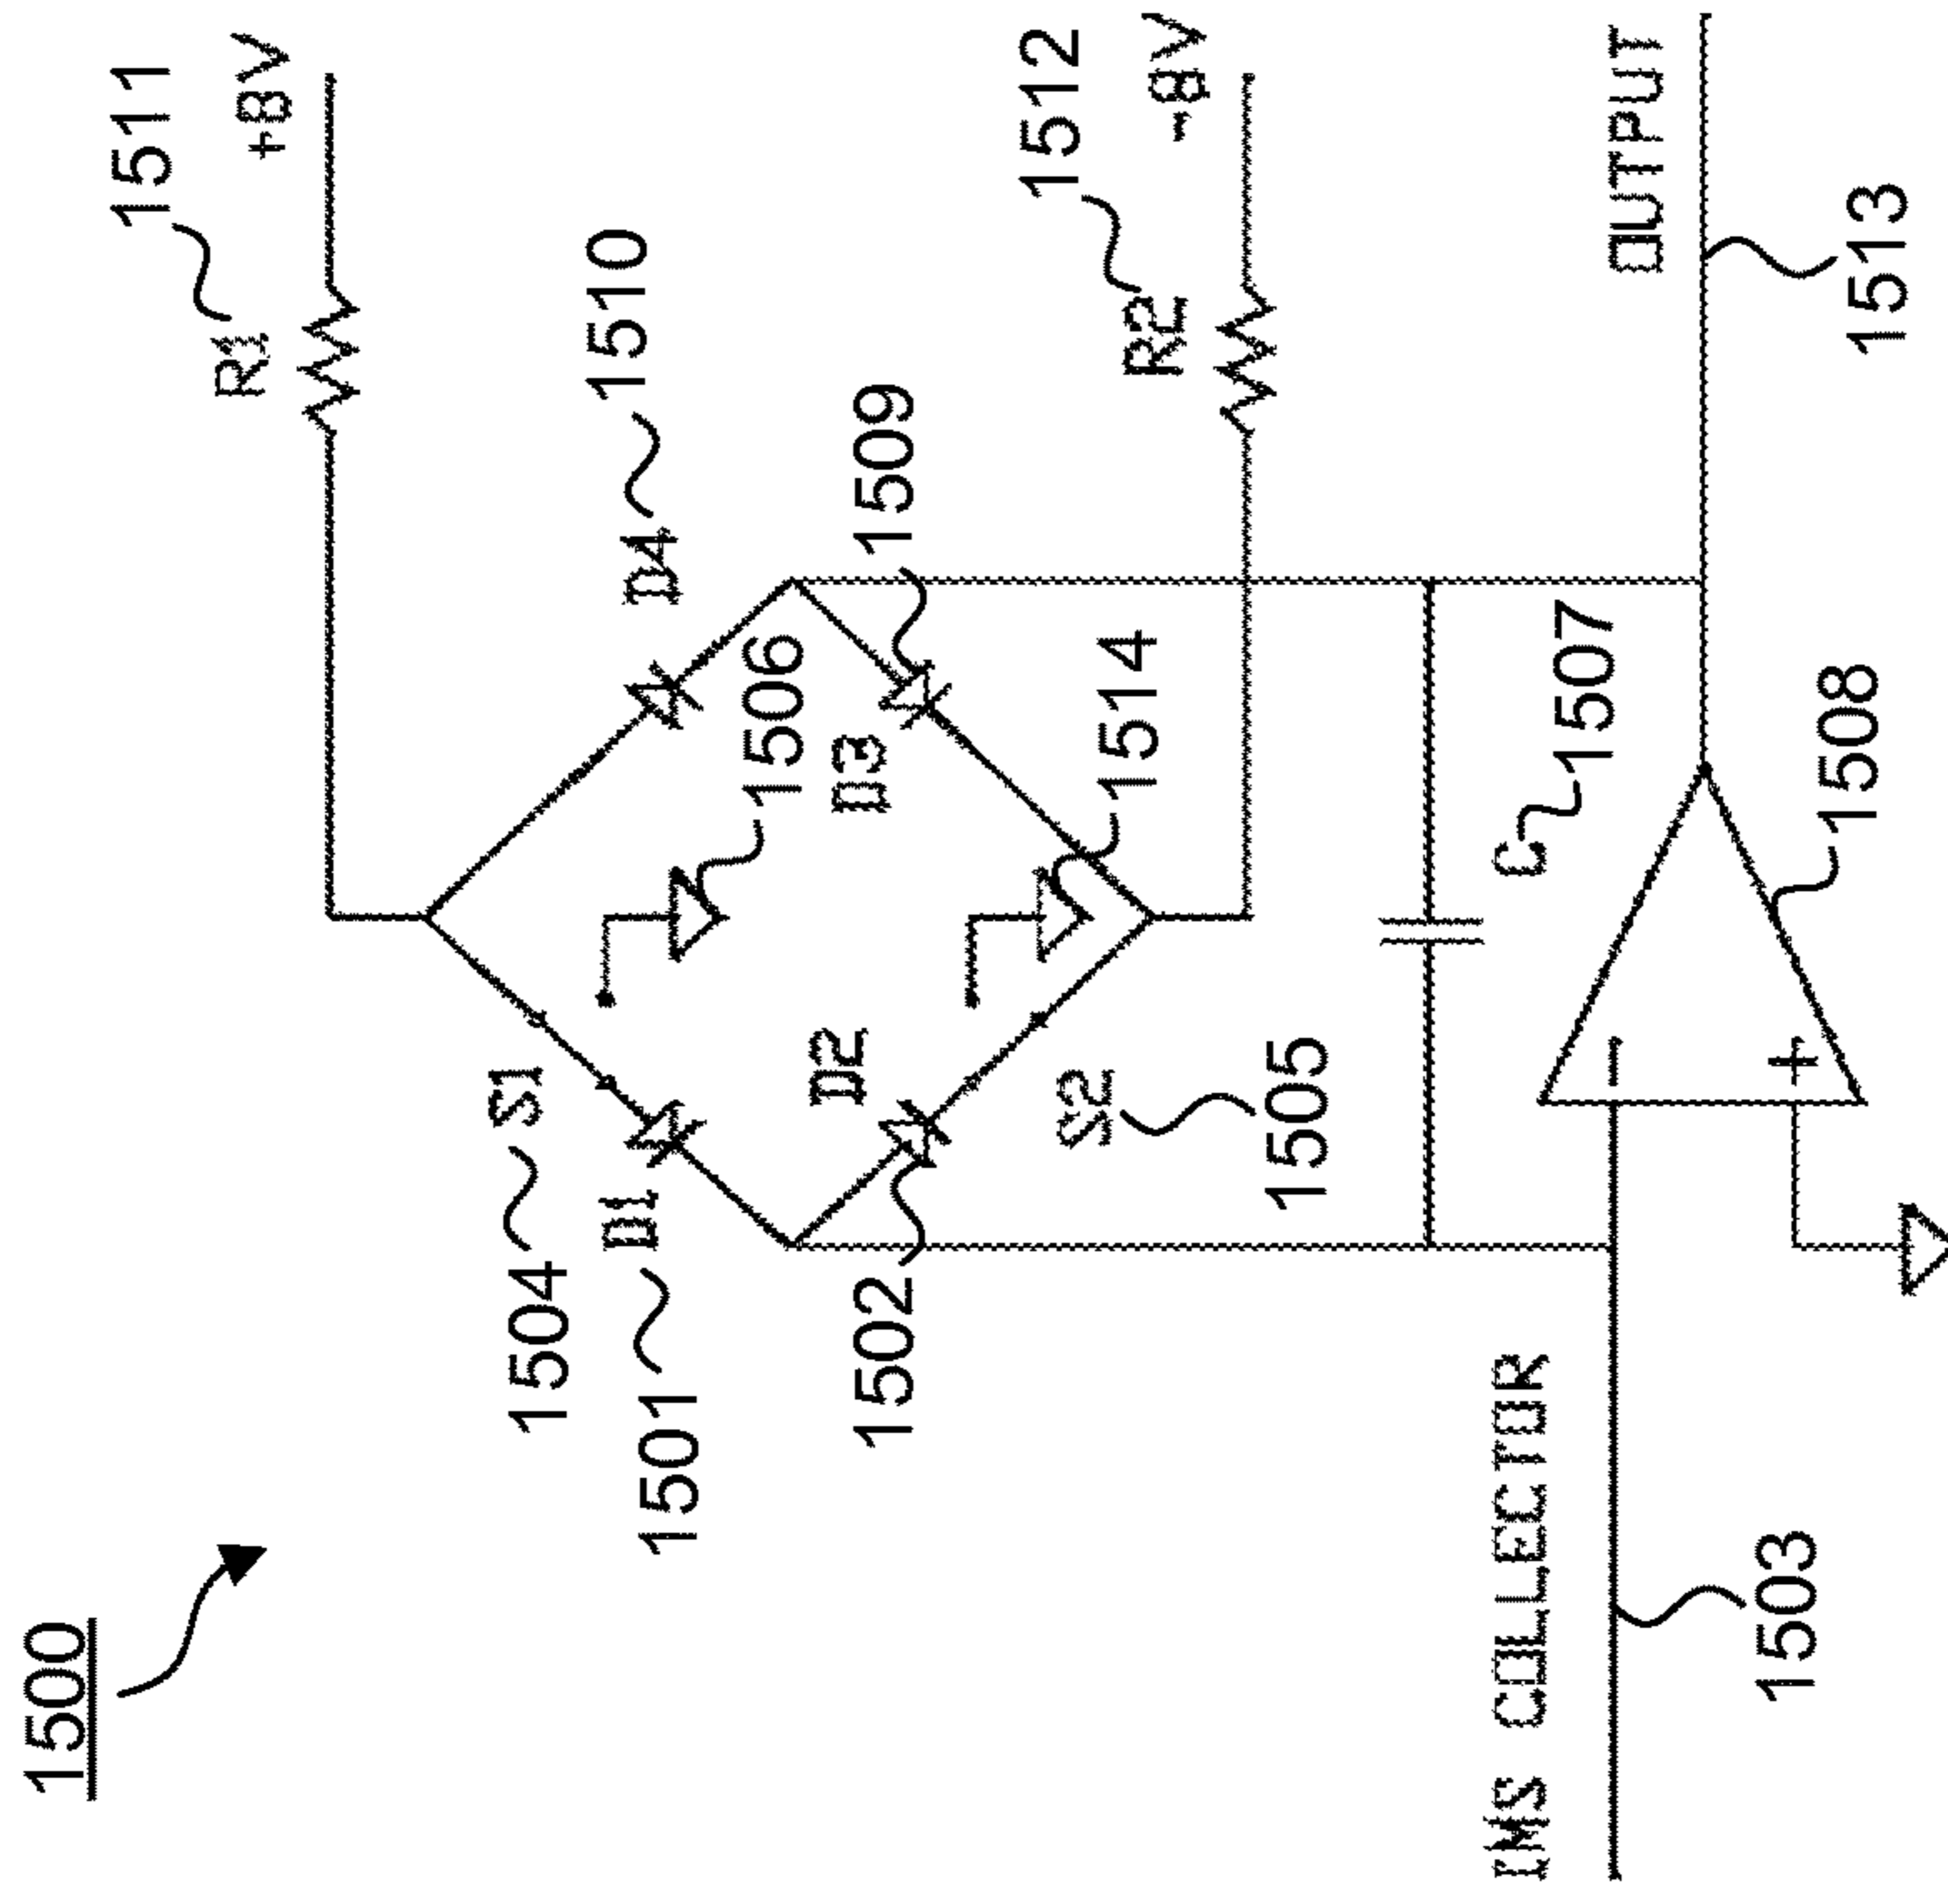 1500
1511
+8V
R1
1510
D4
1512
-8V
R2
1509
1506
D3
1514
S1
1504
D1
1501
D2
1502
S2
1505
C
1507
1508
-
+
IMS COLLECTOR
1503
OUTPUT
1513